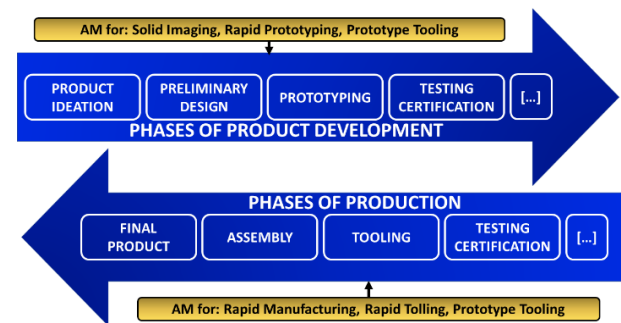 AM for: Solid Imaging, Rapid Prototyping, Prototype Tooling
PRODUCT IDEATION
PRELIMINARY DESIGN
PROTOTYPING
TESTING CERTIFICATION
[...]
PHASES OF PRODUCT DEVELOPMENT
PHASES OF PRODUCTION
FINAL PRODUCT
ASSEMBLY
TOOLING
TESTING CERTIFICATION
[...]
AM for: Rapid Manufacturing, Rapid Tolling, Prototype Tooling